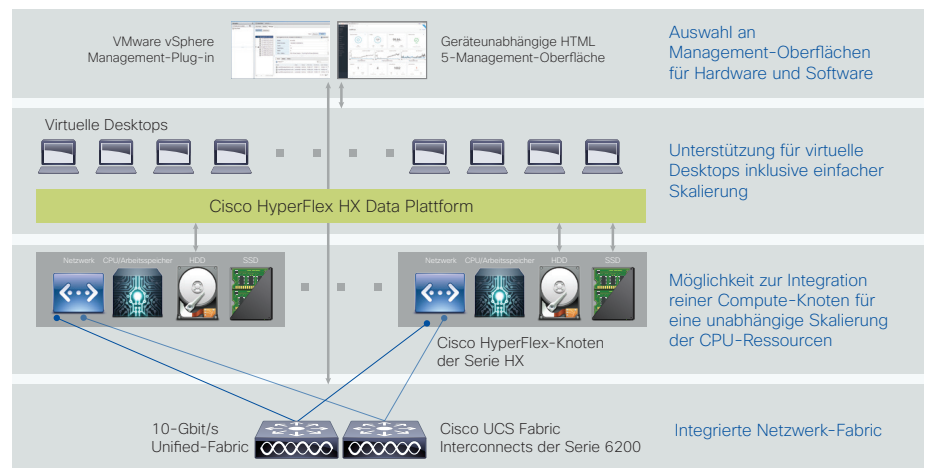 VMware vSphere
Management-Plug-in
Geräteunabhängige HTML
5-Management-Oberfläche
Auswahl an
Management-Oberflächen
für Hardware und Software
Virtuelle Desktops
Unterstützung für virtuelle
Desktops inklusive einfacher
Skalierung
Cisco HyperFlex HX Data Plattform
Netzwerk CPU/Arbeitsspeicher HDD SSD
Netzwerk CPU/Arbeitsspeicher HDD SSD
Möglichkeit zur Integration
reiner Compute-Knoten für
eine unabhängige Skalierung
der CPU-Ressourcen
Cisco HyperFlex-Knoten
der Serie HX
10-Gbit/s
Unified-Fabric
Cisco UCS Fabric
Interconnects der Serie 6200
Integrierte Netzwerk-Fabric